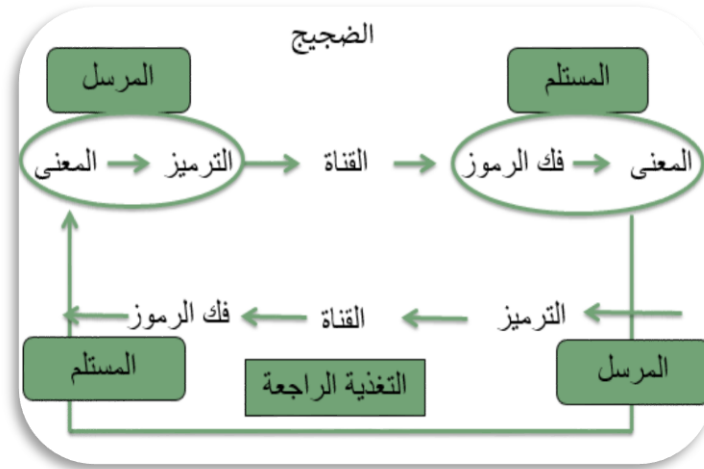 الضجيج
المرسل
المستلم
المعنى الترميز القناة فك الرموز المعنى
فك الرموز القناة الترميز
المستلم
المرسل
التغذية الراجعة